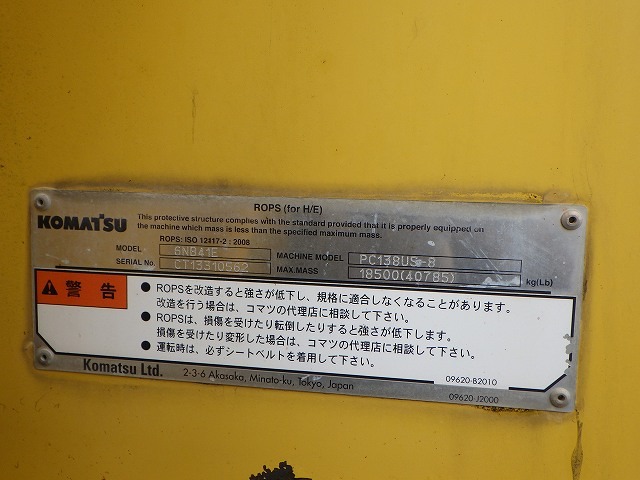 ROPS (for H/E)
KOMATSU
This protective structure complies with the standard provided that it is properly equipped on
the machine which mass is less than the specified maximum mass.
ROPS: ISO 12117-2 : 2008
MODEL 6NG41E MACHINE MODEL PC138US-8
SERIAL No. CT13S10562 MAX.MASS 18500(40785) kg(Lb)
警告
● ROPSを改造すると強さが低下し、規格に適合しなくなることがあります。
改造を行う場合は、コマツの代理店に相談して下さい。
● ROPSは、損傷を受けたり転倒したりすると強さが低下します。
損傷を受けたり変形した場合は、コマツの代理店に相談して下さい。
● 運転時は、必ずシートベルトを着用して下さい。
09620-B2010
Komatsu Ltd. 2-3-6 Akasaka, Minato-ku, Tokyo, Japan
09620-J2000